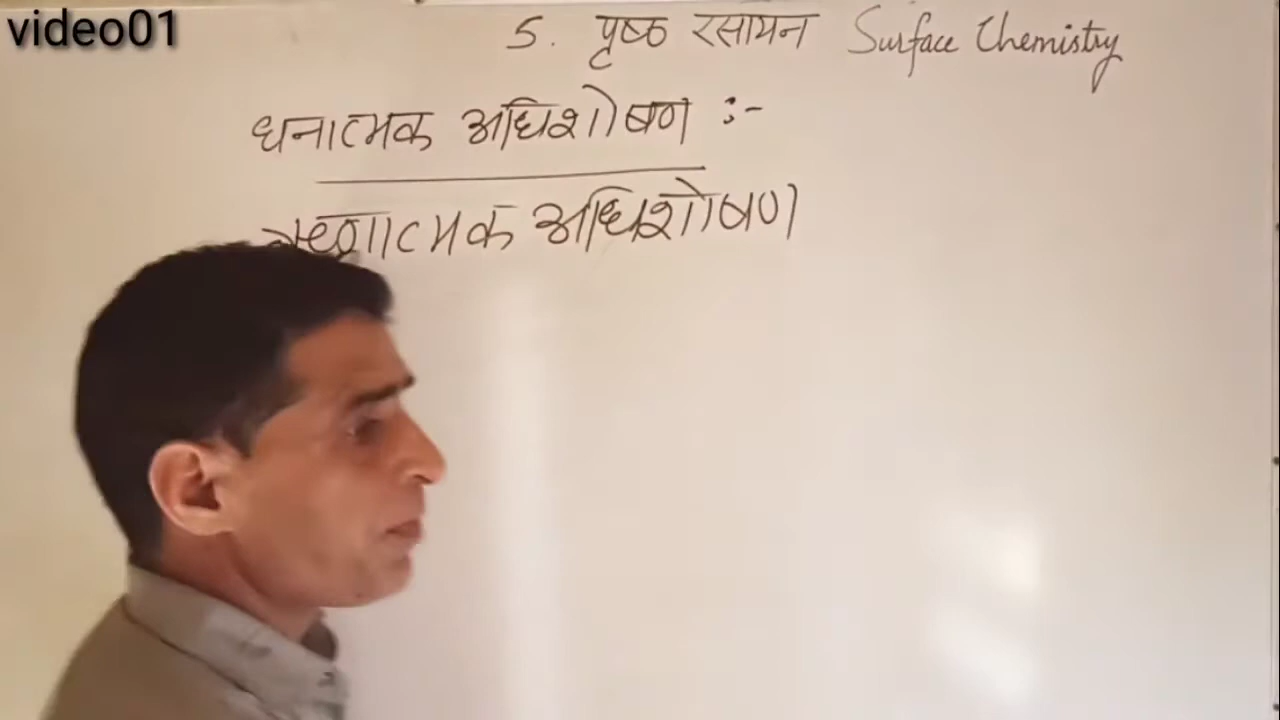 video01
5. पृष्ठ रसायन Surface Chemistry
धनात्मक अधिशोषण :-
ऋणात्मक अधिशोषण